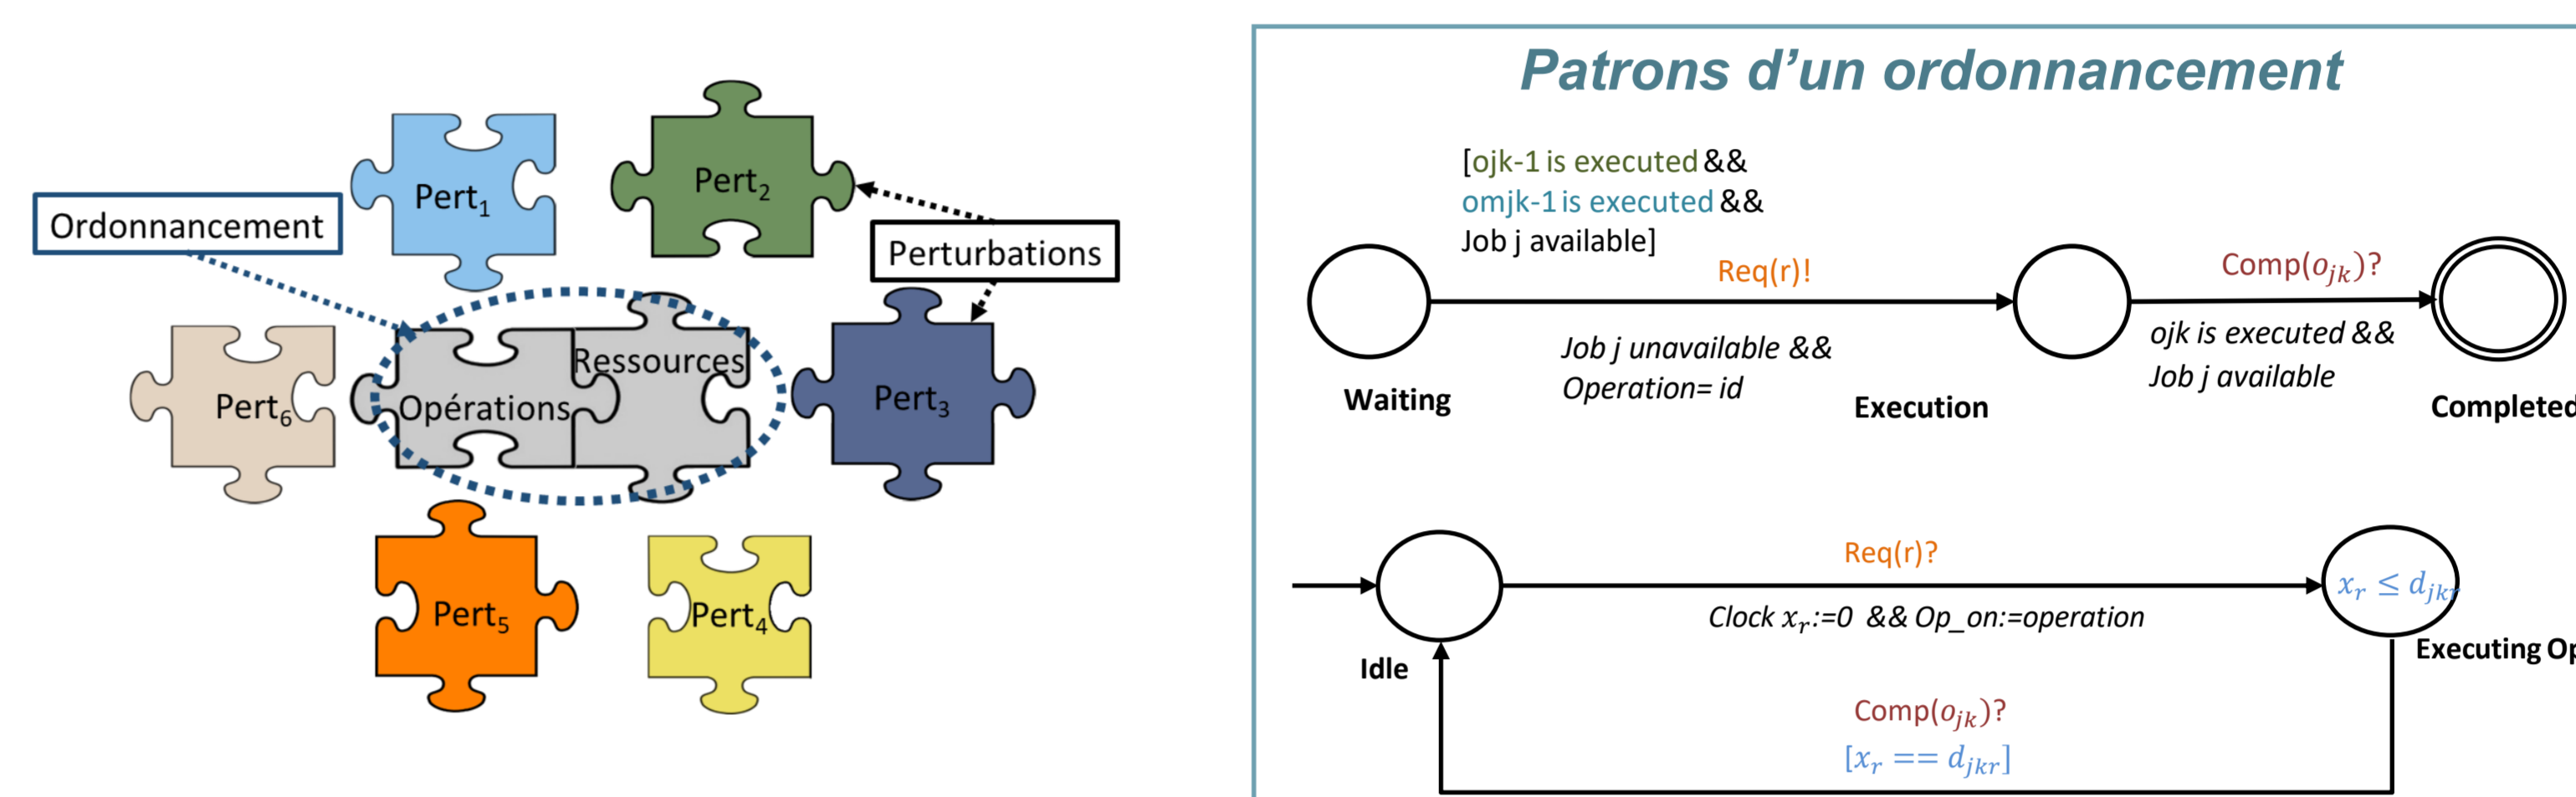 Pert1
Pert2
Ordonnancement
Perturbations
Ressources
Pert6
Opérations
Pert3
Pert5
Pert4
Patrons d’un ordonnancement
[ojk-1 is executed &&
omjk-1 is executed &&
Job j available]
Req(r)!
Comp(𝑜𝑗𝑘)?
Job j unavailable &&
Operation= id
ojk is executed &&
Job j available
Waiting
Execution
Completed
Req(r)?
𝑥𝑟 ≤ 𝑑𝑗𝑘𝑟
Clock 𝑥𝑟:=0 && Op_on:=operation
Idle
Executing
Comp(𝑜𝑗𝑘)?
[𝑥𝑟 == 𝑑𝑗𝑘𝑟]